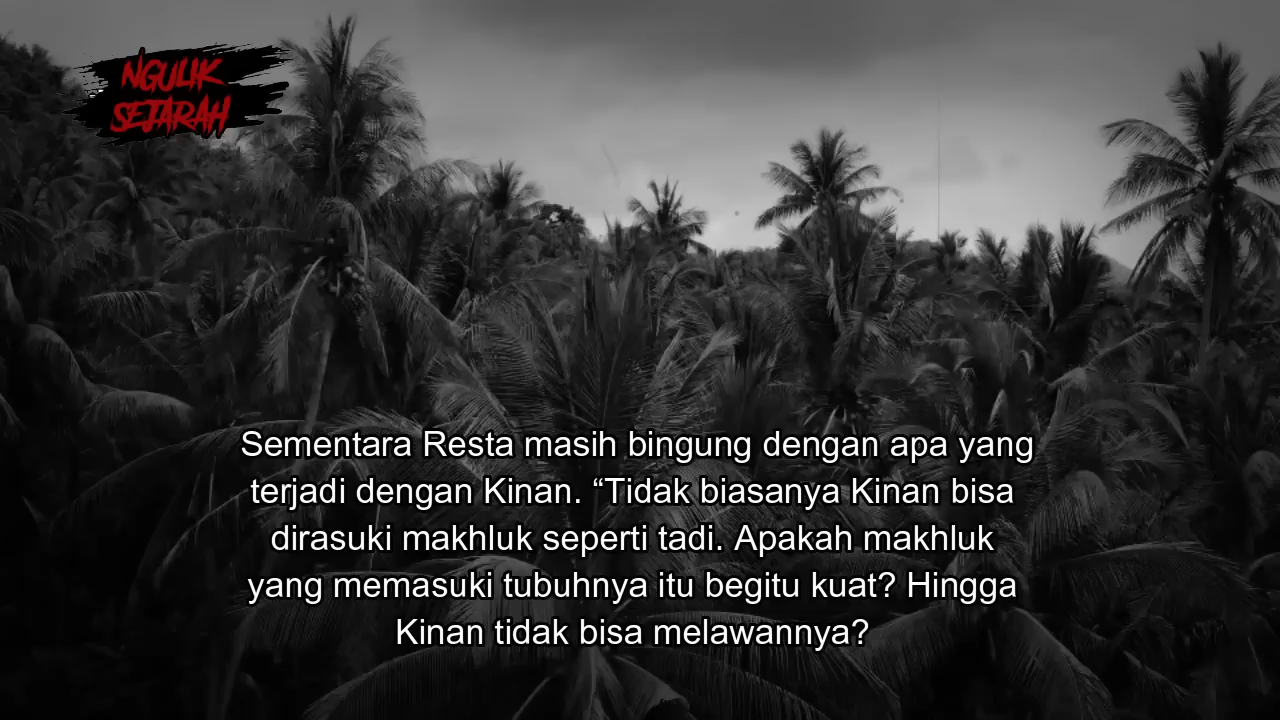 NGULIK
SEJARAH
Sementara Resta masih bingung dengan apa yang
terjadi dengan Kinan. “Tidak biasanya Kinan bisa
dirasuki makhluk seperti tadi. Apakah makhluk
yang memasuki tubuhnya itu begitu kuat? Hingga
Kinan tidak bisa melawannya?